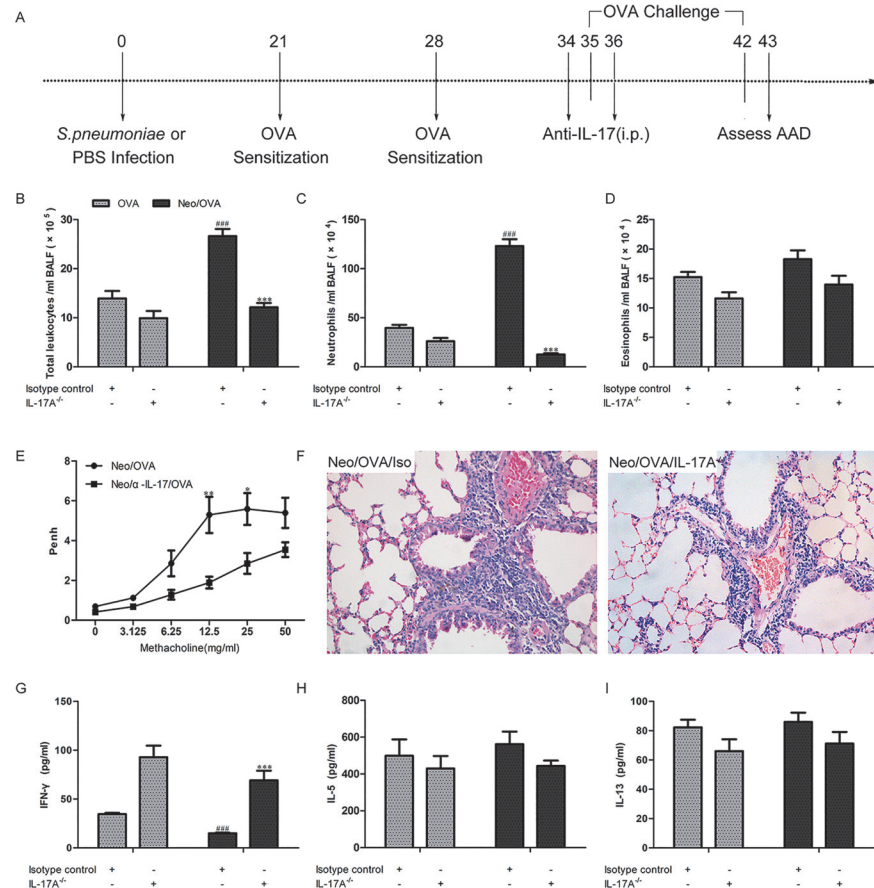 A
OVA Challenge
0 21 28 34 35 36 42 43
S.pneumoniae or
PBS Infection
OVA
Sensitization
OVA
Sensitization
Anti-IL-17(i.p.)
Assess AAD
B
OVA Neo/OVA
Total leukocytes /ml BALF ( × 10 5)
30
20
10
0
###
***
Isotype control + - + -
IL-17A-/- - + - +
C
Neutrophils /ml BALF ( × 10 4)
150
100
50
0
###
***
+ - + -
- + - +
D
Eosinophils /ml BALF ( × 10 4)
25
20
15
10
5
0
Isotype control + - + -
IL-17A-/- - + - +
E
Neo/OVA
Neo/α -IL-17/OVA
Penh
8
6
4
2
0
** *
0 3.125 6.25 12.5 25 50
Methacholine(mg/ml)
F
Neo/OVA/Iso
Neo/OVA/IL-17A-
G
IFN-γ (pg/ml)
150
100
50
0
###
***
Isotype control + - + -
IL-17A-/- - + - +
H
IL-5 (pg/ml)
800
600
400
200
0
Isotype control + - + -
IL-17A-/- - + - +
I
IL-13 (pg/ml)
100
80
60
40
20
0
Isotype control + - + -
IL-17A-/- - + - +